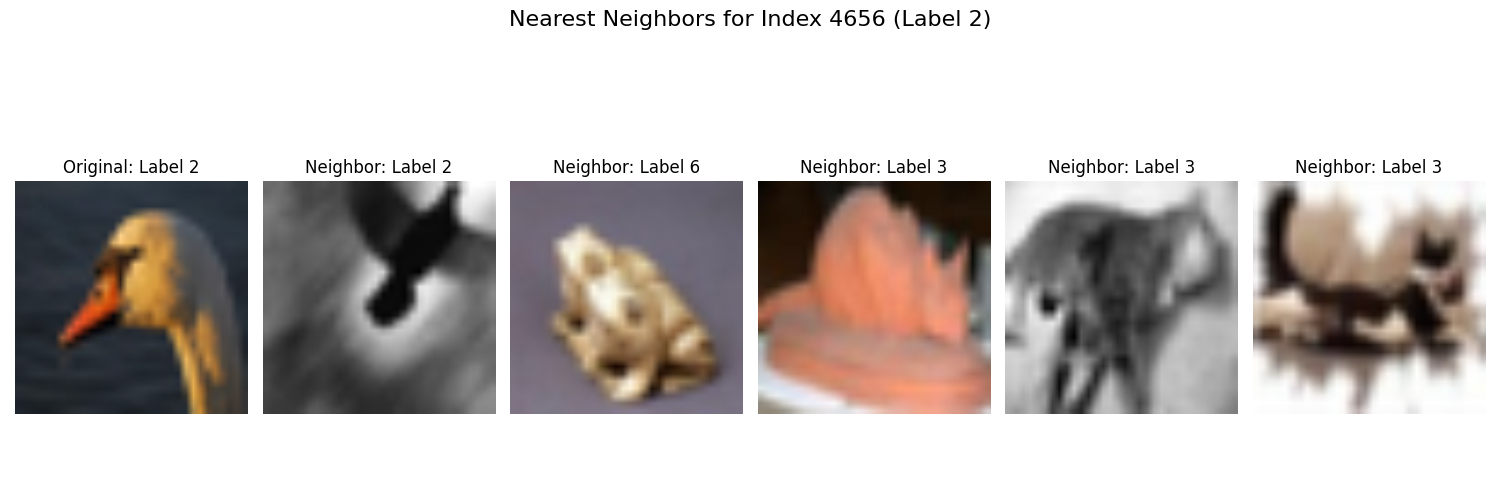 Nearest Neighbors for Index 4656 (Label 2)
Original: Label 2
Neighbor: Label 2
Neighbor: Label 6
Neighbor: Label 3
Neighbor: Label 3
Neighbor: Label 3